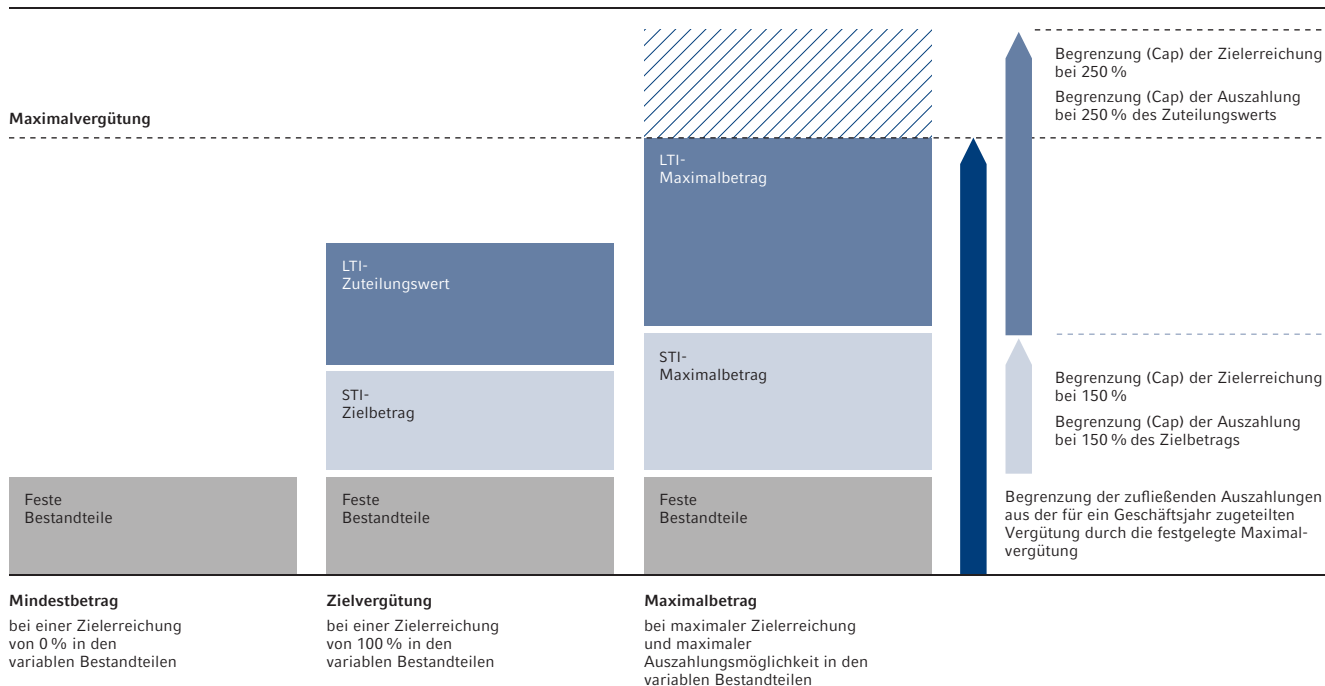 Begrenzung (Cap) der Zielerreichung
bei 250 %
Begrenzung (Cap) der Auszahlung
bei 250 % des Zuteilungswerts
Maximalvergütung
LTI-
Maximalbetrag
LTI-
Zuteilungswert
STI-
Maximalbetrag
STI-
Zielbetrag
Begrenzung (Cap) der Zielerreichung
bei 150 %
Begrenzung (Cap) der Auszahlung
bei 150 % des Zielbetrags
Feste
Bestandteile
Feste
Bestandteile
Feste
Bestandteile
Begrenzung der zufließenden Auszahlungen
aus der für ein Geschäftsjahr zugeteilten
Vergütung durch die festgelegte Maximal-
vergütung
Mindestbetrag
bei einer Zielerreichung
von 0 % in den
variablen Bestandteilen
Zielvergütung
bei einer Zielerreichung
von 100 % in den
variablen Bestandteilen
Maximalbetrag
bei maximaler Zielerreichung
und maximaler
Auszahlungsmöglichkeit in den
variablen Bestandteilen